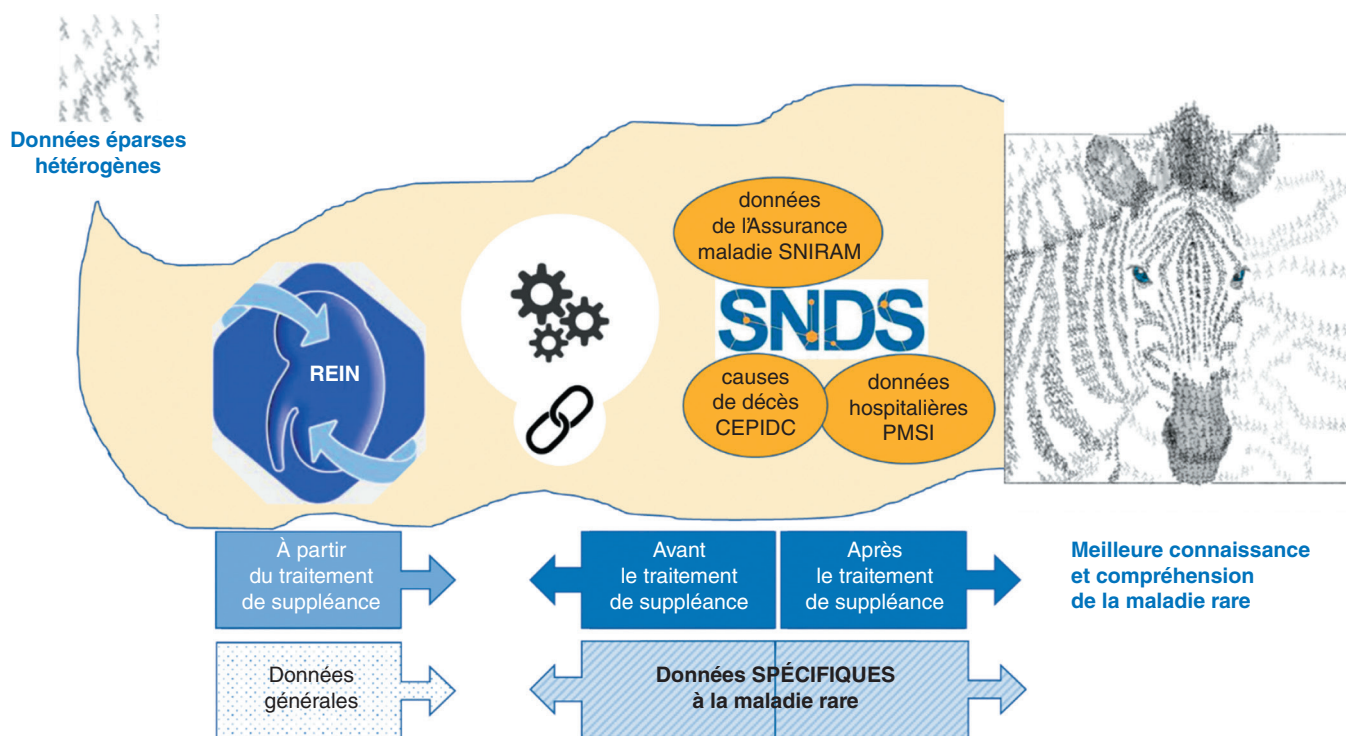 Données éparses
hétérogènes
REIN
données
de l'Assurance
maladie SNIRAM
SNDS
causes
de décès
CEPIDC
données
hospitalières
PMSI
À partir
du traitement
de suppléance
Avant
le traitement
de suppléance
Après
le traitement
de suppléance
Meilleure connaissance
et compréhension
de la maladie rare
Données
générales
Données SPÉCIFIQUES
à la maladie rare